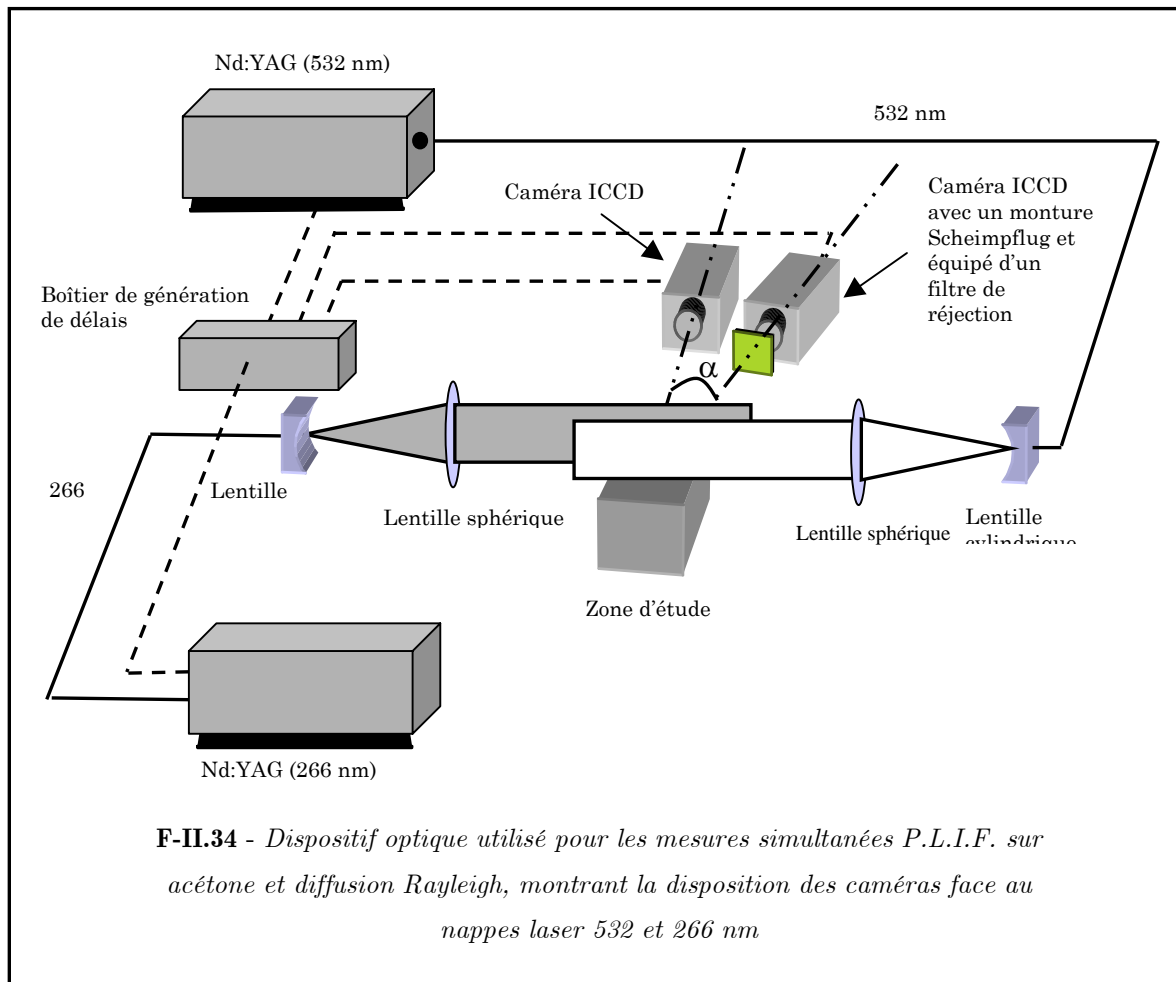 Nd:YAG (532 nm)
532 nm
Caméra ICCD
Caméra ICCD
avec un monture
Scheimpflug et
équipé d'un
filtre de
réjection
Boîtier de génération
de délais
α
266
Lentille
Lentille sphérique
Lentille sphérique
Lentille
cylindrique
Zone d'étude
Nd:YAG (266 nm)
F-II.34 - Dispositif optique utilisé pour les mesures simultanées P.L.I.F. sur
acétone et diffusion Rayleigh, montrant la disposition des caméras face au
nappes laser 532 et 266 nm